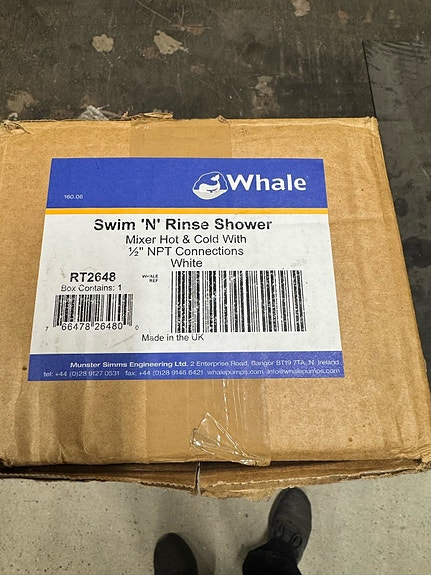 160.08
Whale®
Swim 'N' Rinse Shower
Mixer Hot & Cold With
½" NPT Connections
White
RT2648
Box Contains: 1
WHALE
REF
7 66478 26480 0
Made in the UK
Munster Simms Engineering Ltd. 2 Enterprise Road, Bangor BT19 7TA, N. Ireland
tel: +44 (0)28 9127 0531 fax: +44 (0)28 9146 6421 whalepumps.com info@whalepumps.com